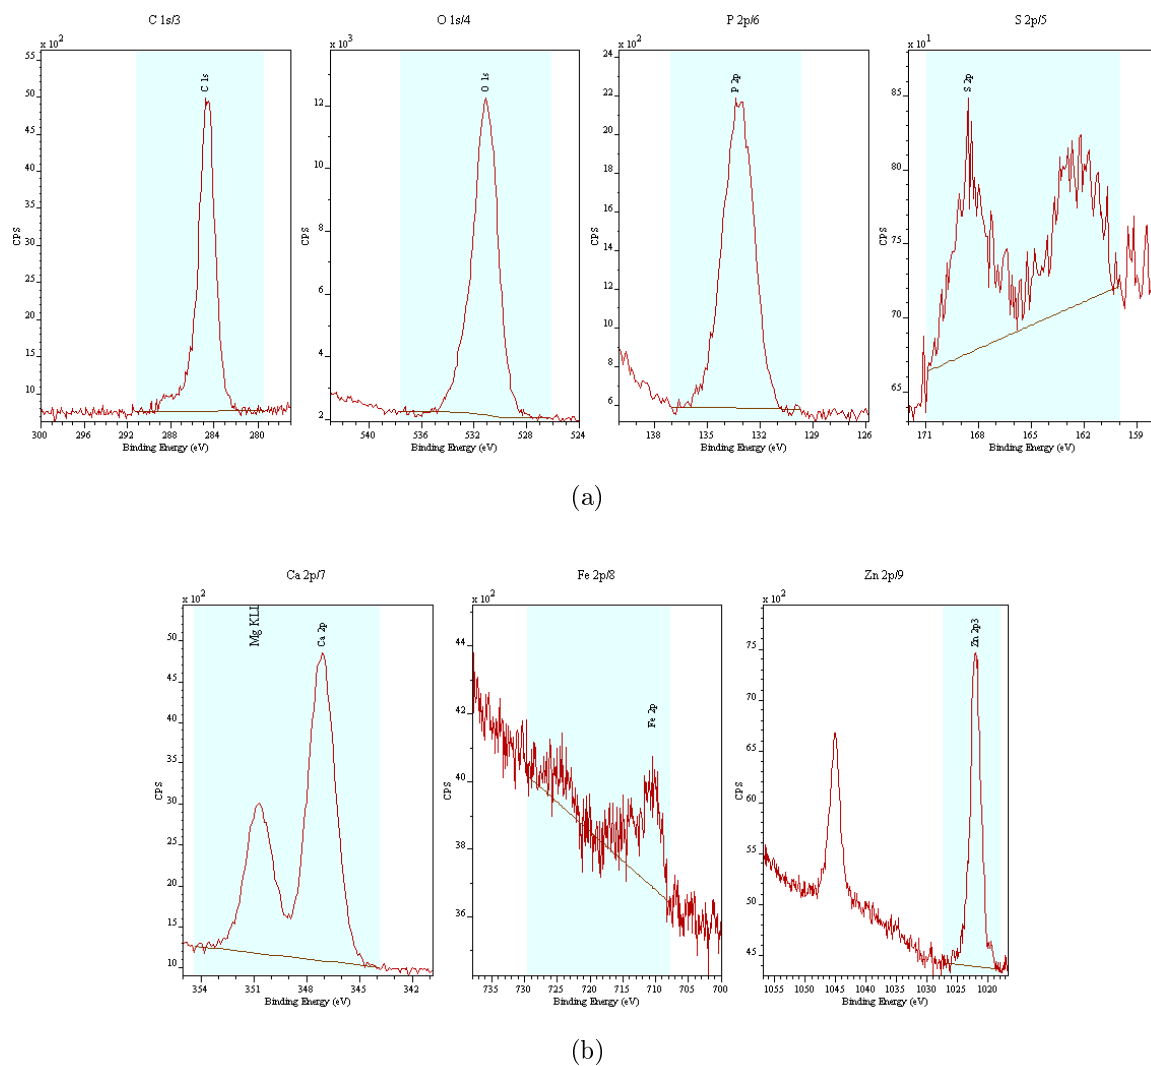 C 1s/3
x 10²
C 1s
55
50
45
40
35
30
25
20
15
10
CPS
300 296 292 288 284 280
Binding Energy (eV)
O 1s/4
x 10³
O 1s
12
10
8
6
4
2
CPS
540 536 532 528 524
Binding Energy (eV)
P 2p/6
x 10²
P 2p
24
22
20
18
16
14
12
10
8
6
CPS
138 135 132 129 126
Binding Energy (eV)
S 2p/5
x 10¹
S 2p
85
80
75
70
65
CPS
171 168 165 162 159
Binding Energy (eV)
(a)
Ca 2p/7
x 10²
Mg KLL
Ca 2p
50
45
40
35
30
25
20
15
10
CPS
354 351 348 345 342
Binding Energy (eV)
Fe 2p/8
x 10²
Fe 2p
44
42
40
38
36
CPS
735 730 725 720 715 710 705 700
Binding Energy (eV)
Zn 2p/9
x 10²
Zn 2p3
75
70
65
60
55
50
45
CPS
1055 1050 1045 1040 1035 1030 1025 1020
Binding Energy (eV)
(b)